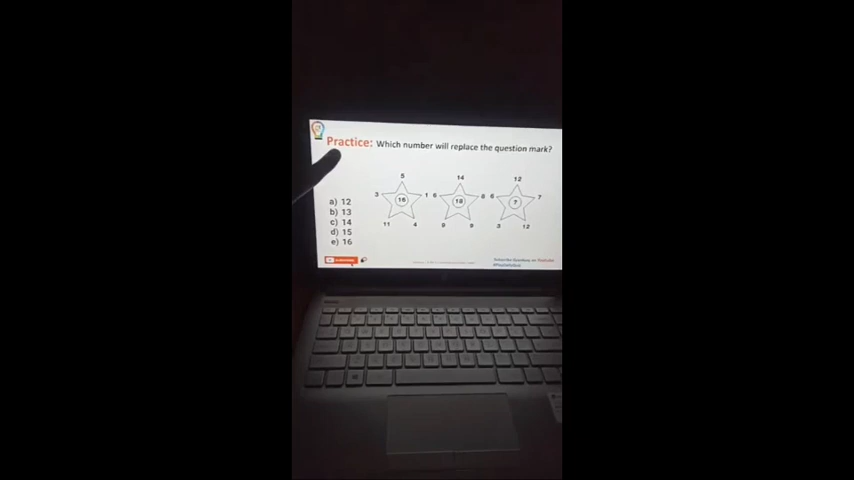 Practice: Which number will replace the question mark?
5 14 12
3 1 6 8 6 7
a) 12
16 18 ?
b) 13
c) 14
11 4 0 9 3 12
d) 15
e) 16